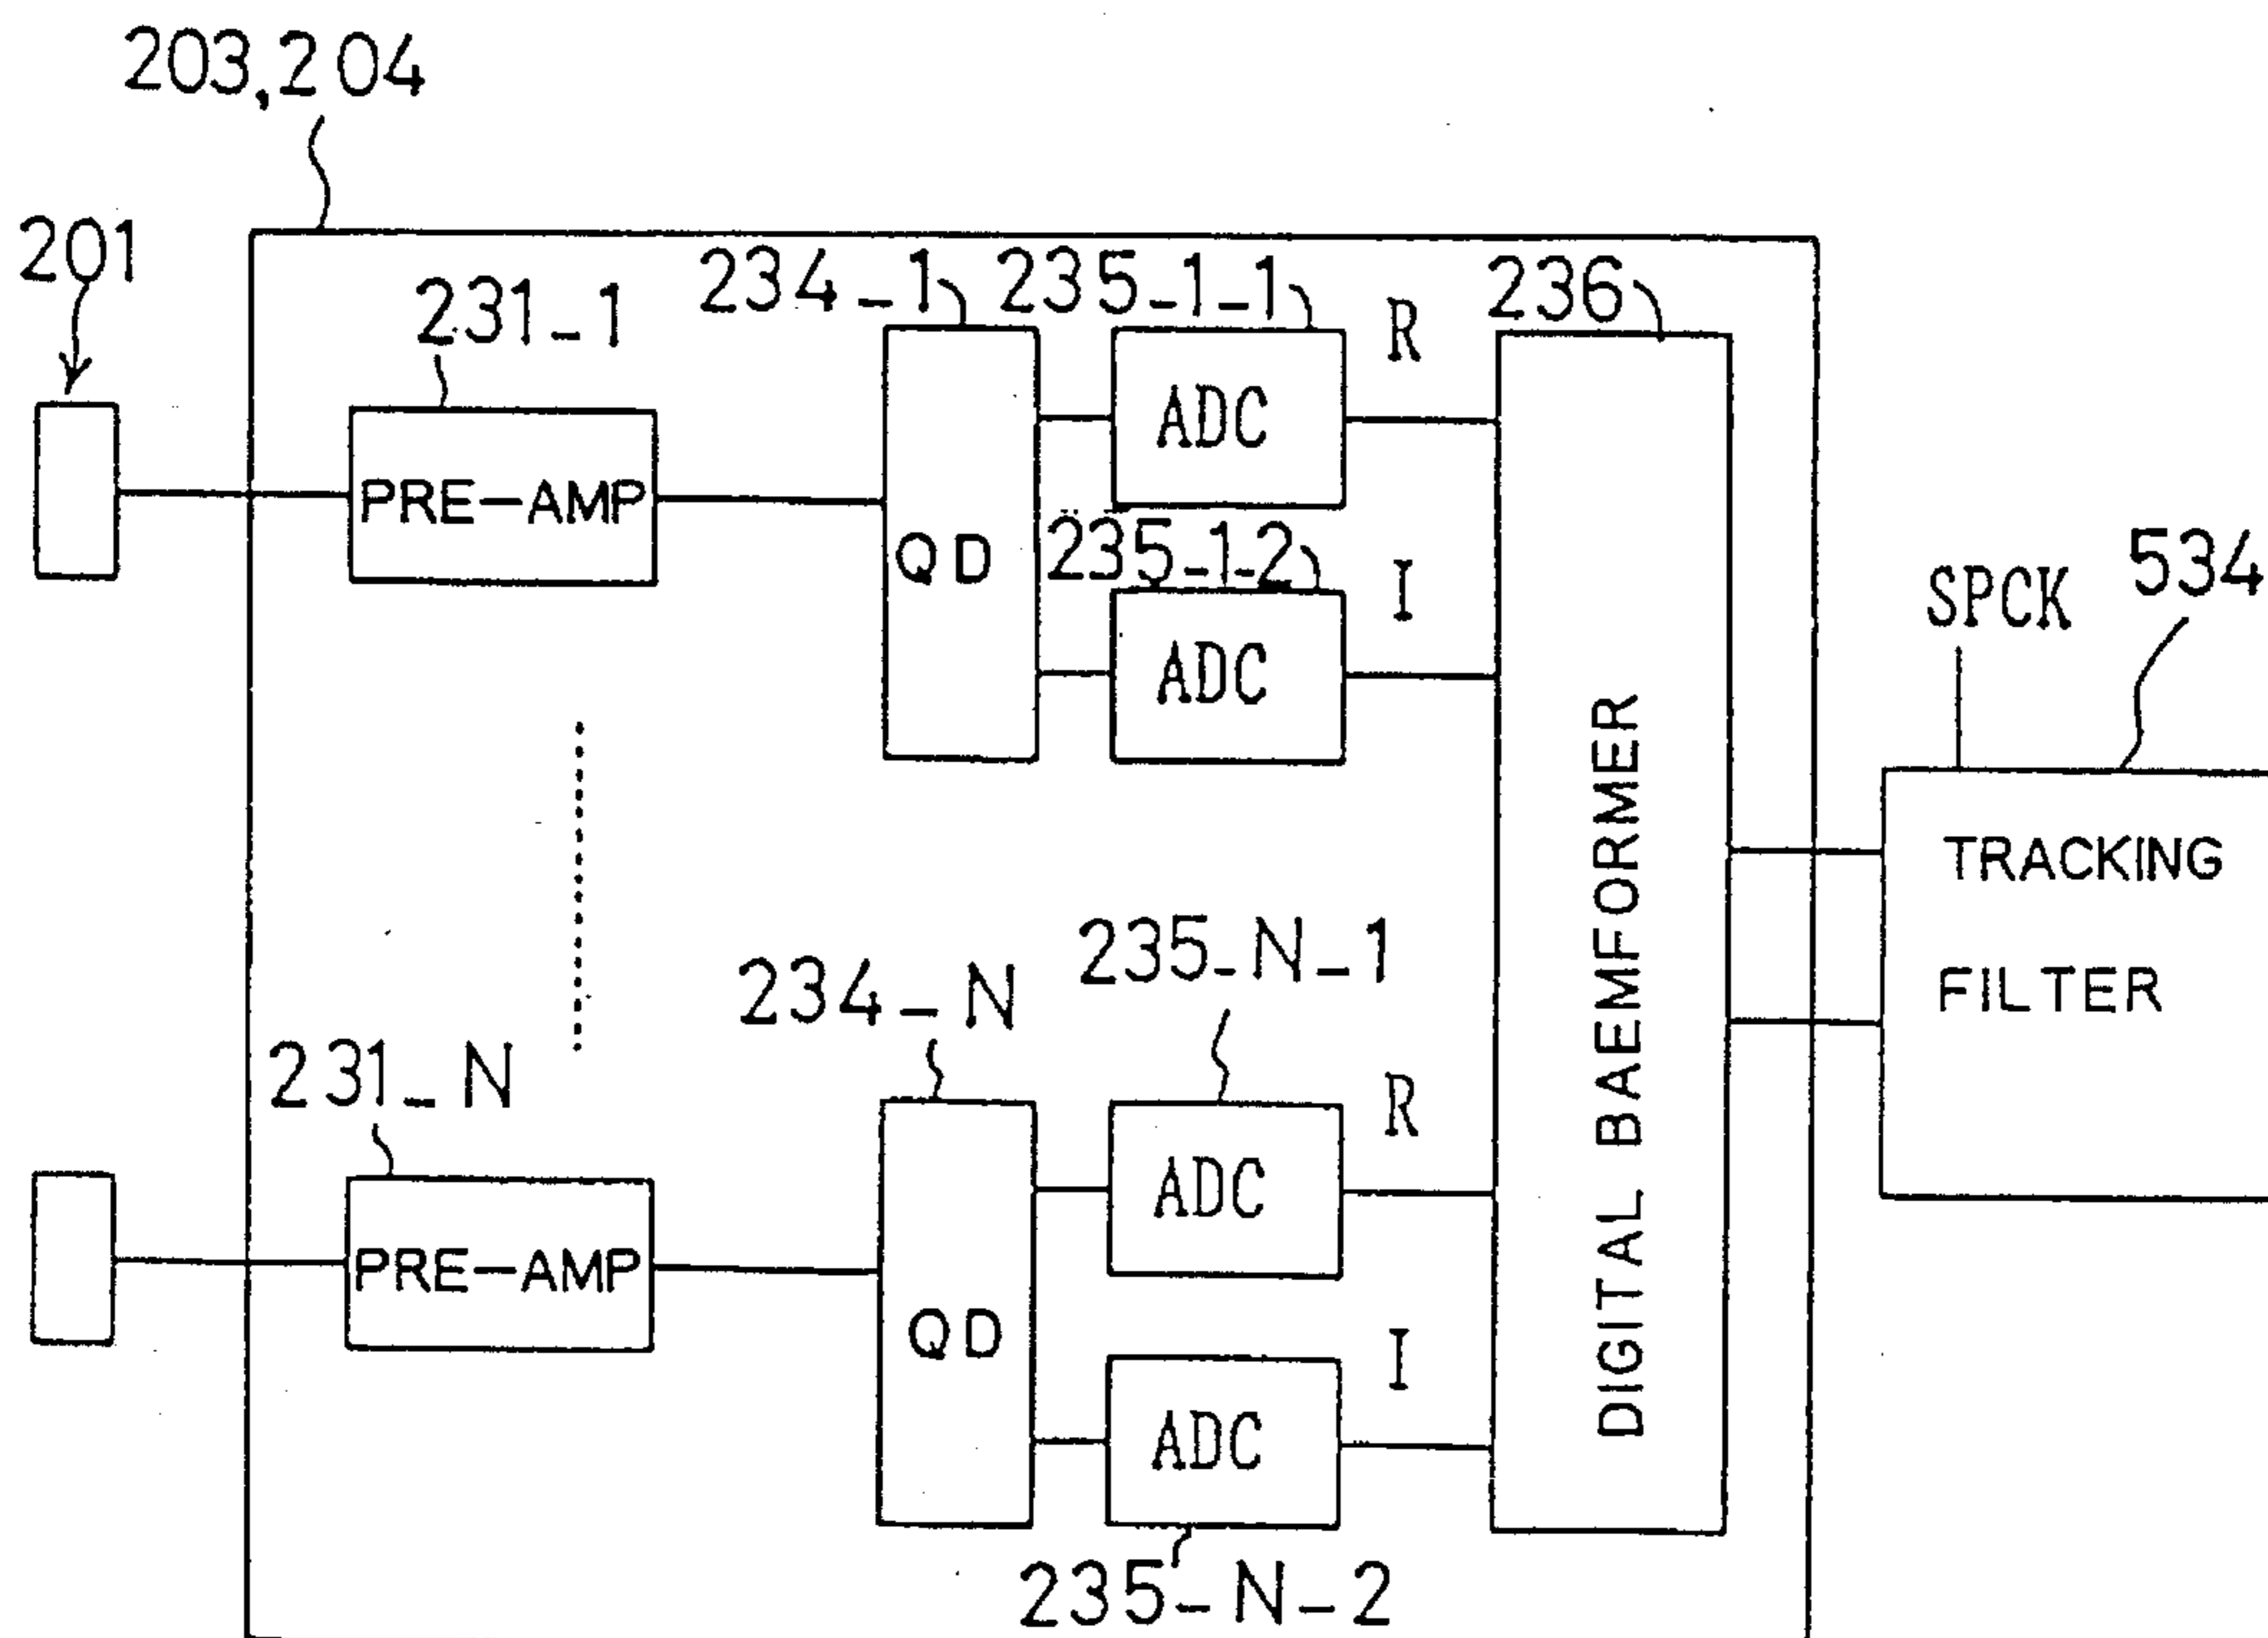 203,204
201
231_1
234_1
235_1_1
R
236
PRE-AMP
QD
ADC
235_1_2
I
ADC
SPCK
534
DIGITAL BAEMFORMER
TRACKING
FILTER
231_N
234_N
235_N_1
R
PRE-AMP
QD
ADC
I
ADC
235_N_2